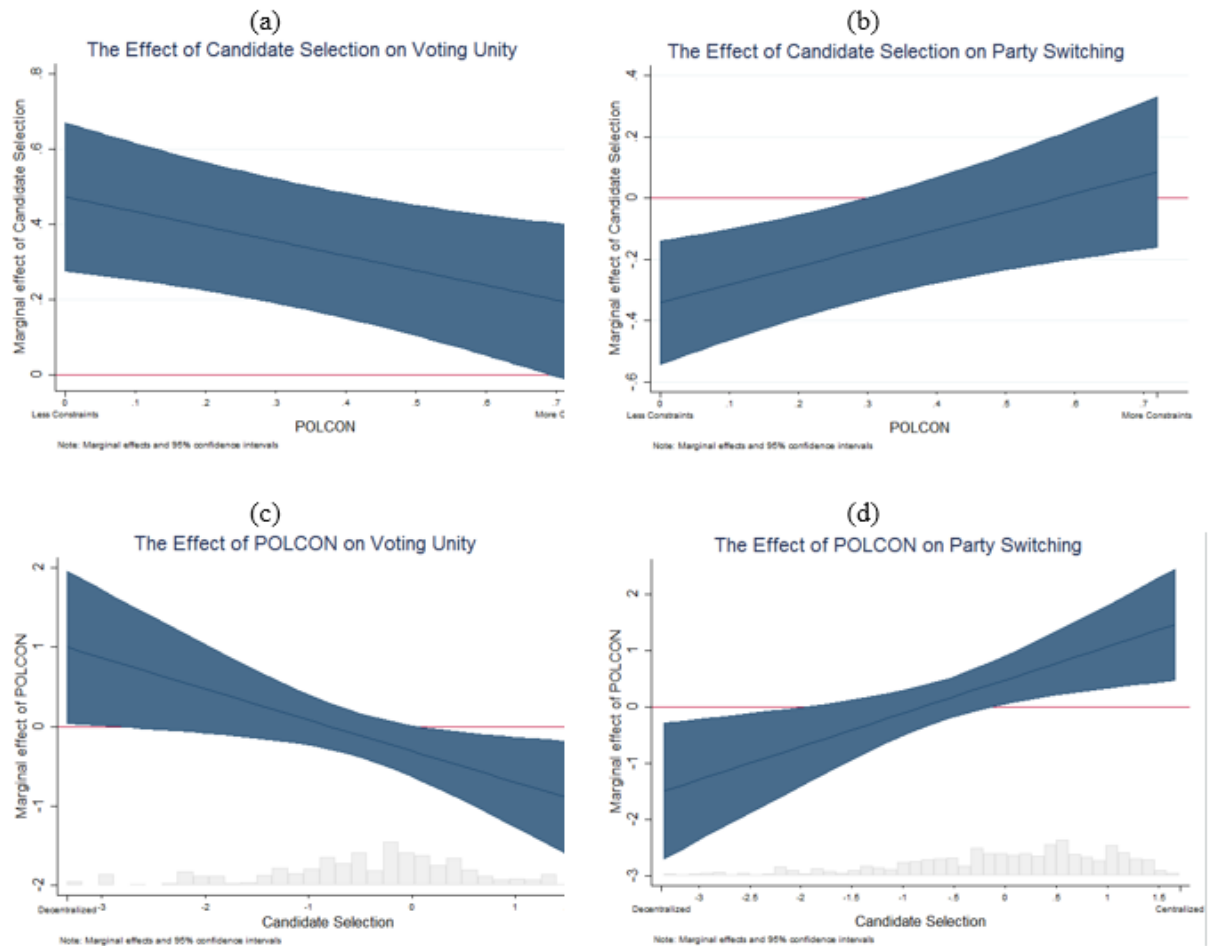 (a)
The Effect of Candidate Selection on Voting Unity
Marginal effect of Candidate Selection
.8
.6
.4
.2
0
0 .1 .2 .3 .4 .5 .6 .7
Less Constraints More C
POLCON
Note: Marginal effects and 95% confidence intervals
(b)
The Effect of Candidate Selection on Party Switching
Marginal effect of Candidate Selection
.4
.2
0
-.2
-.4
-.6
0 .1 .2 .3 .4 .5 .6 .7
Less Constraints More Constraints
POLCON
Note: Marginal effects and 95% confidence intervals
(c)
The Effect of POLCON on Voting Unity
Marginal effect of POLCON
2
1
0
-1
-2
-3 -2 -1 0 1
Decentralized
Candidate Selection
Note: Marginal effects and 95% confidence intervals
(d)
The Effect of POLCON on Party Switching
Marginal effect of POLCON
2
1
0
-1
-2
-3
-3 -2.5 -2 -1.5 -1 -.5 0 .5 1 1.5
Decentralized Centralized
Candidate Selection
Note: Marginal effects and 95% confidence intervals